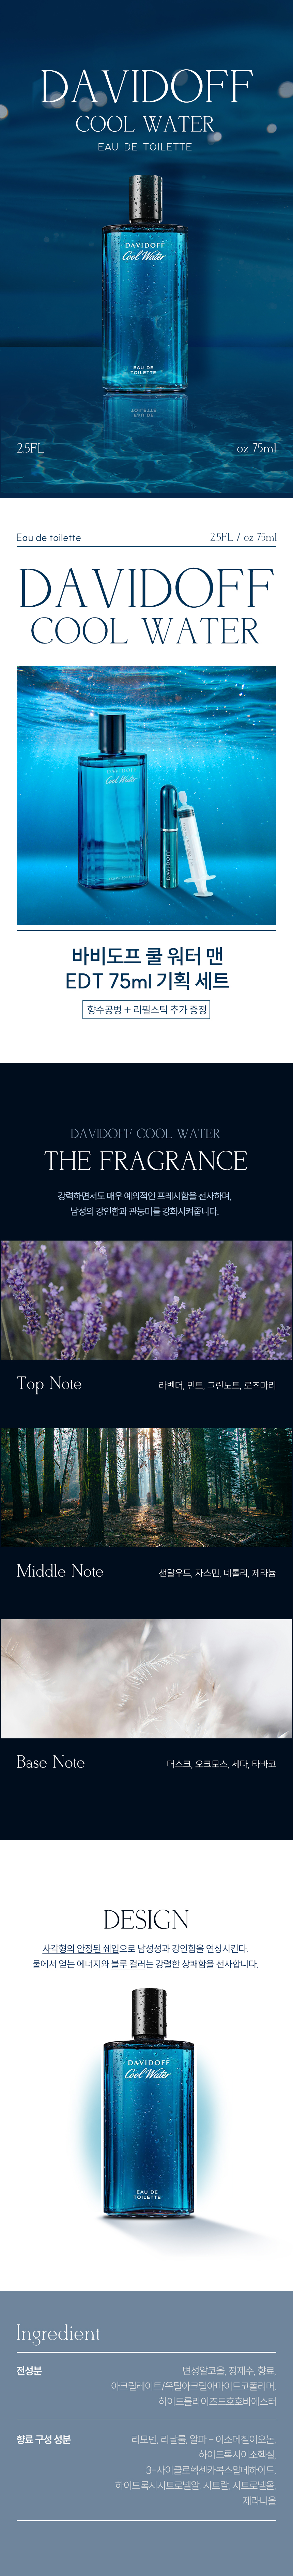 DAVIDOFF
COOL WATER
EAU DE TOILETTE
DAVIDOFF
Cool Water
EAU DE
TOILETTE
2.5FL
oz 75ml
Eau de toilette
2.5FL / oz 75ml
DAVIDOFF
COOL WATER
DAVIDOFF
Cool Water
DAVIDOFF
바비도프 쿨 워터 맨
EDT 75ml 기획 세트
향수공병 + 리필스틱 추가 증정
DAVIDOFF COOL WATER
THE FRAGRANCE
강력하면서도 매우 예외적인 프레시함을 선사하며,
남성의 강인함과 관능미를 강화시켜줍니다.
Top Note
라벤더, 민트, 그린노트, 로즈마리
Middle Note
샌달우드, 자스민, 네롤리, 제라늄
Base Note
머스크, 오크모스, 세다, 타바코
DESIGN
사각형의 안정된 쉐입으로 남성성과 강인함을 연상시킨다.
물에서 얻는 에너지와 블루 컬러는 강렬한 상쾌함을 선사합니다.
DAVIDOFF
Cool Water
EAU DE
TOILETTE
Ingredient
전성분
변성알코올, 정제수, 향료,
아크릴레이트/옥틸아크릴아마이드코폴리머,
하이드롤라이즈드호호바에스터
향료 구성 성분
리모넨, 리날룰, 알파 - 이소메칠이오논,
하이드록시이소헥실,
3-사이클로헥센카복스알데하이드,
하이드록시시트로넬알, 시트랄, 시트로넬올,
제라니올